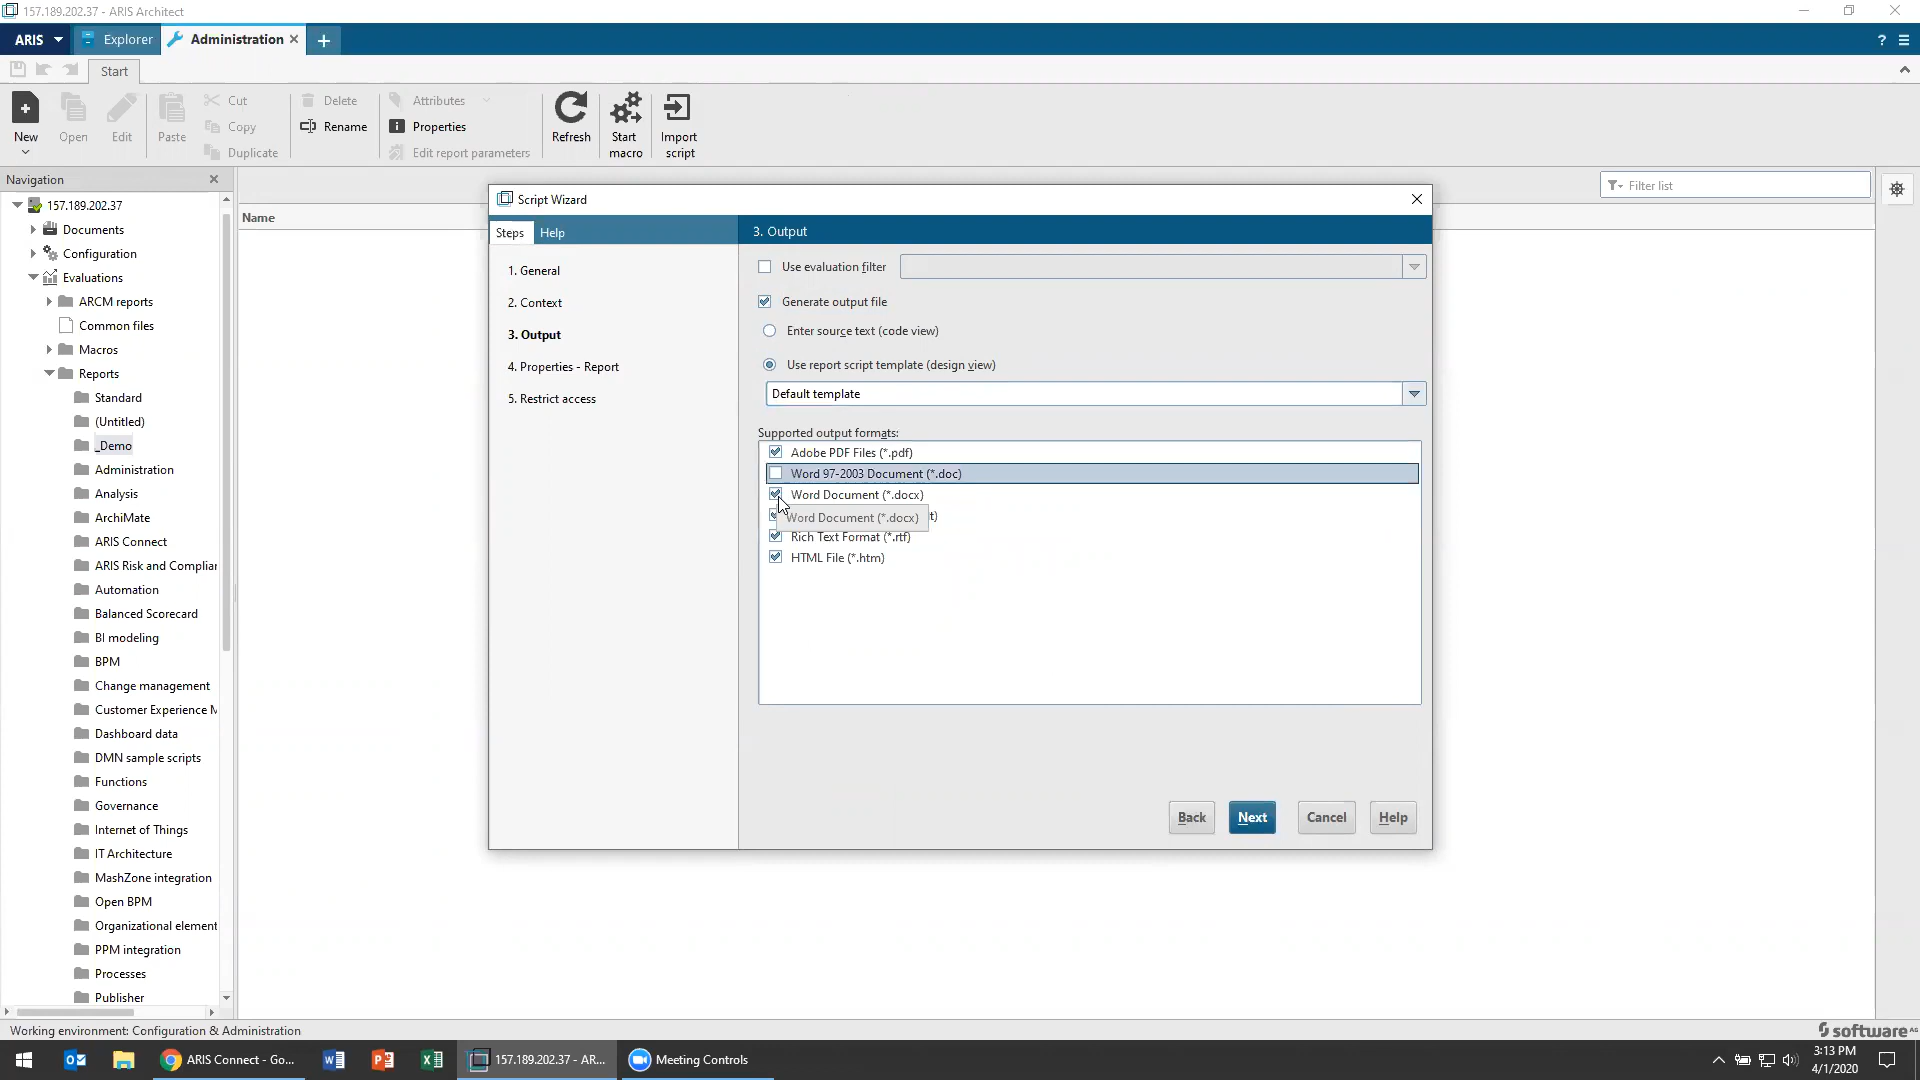 157.189.202.37 - ARIS Architect
ARIS
Explorer
Administration
Start
New
Open
Edit
Paste
Cut
Copy
Duplicate
Delete
Rename
Attributes
Properties
Edit report parameters
Refresh
Start macro
Import script
Navigation
157.189.202.37
Documents
Configuration
Evaluations
ARCM reports
Common files
Macros
Reports
Standard
(Untitled)
_Demo
Administration
Analysis
ArchiMate
ARIS Connect
ARIS Risk and Complian
Automation
Balanced Scorecard
BI modeling
BPM
Change management
Customer Experience M
Dashboard data
DMN sample scripts
Functions
Governance
Internet of Things
IT Architecture
MashZone integration
Open BPM
Organizational element
PPM integration
Processes
Publisher
Name
Filter list
Script Wizard
Steps
Help
1. General
2. Context
3. Output
4. Properties - Report
5. Restrict access
3. Output
Use evaluation filter
Generate output file
Enter source text (code view)
Use report script template (design view)
Default template
Supported output formats:
Adobe PDF Files (*.pdf)
Word 97-2003 Document (*.doc)
Word Document (*.docx)
Word Document (*.docx)
t)
Rich Text Format (*.rtf)
HTML File (*.htm)
Back
Next
Cancel
Help
Working environment: Configuration & Administration
software AG
ARIS Connect - Go...
157.189.202.37 - AR...
Meeting Controls
3:13 PM
4/1/2020